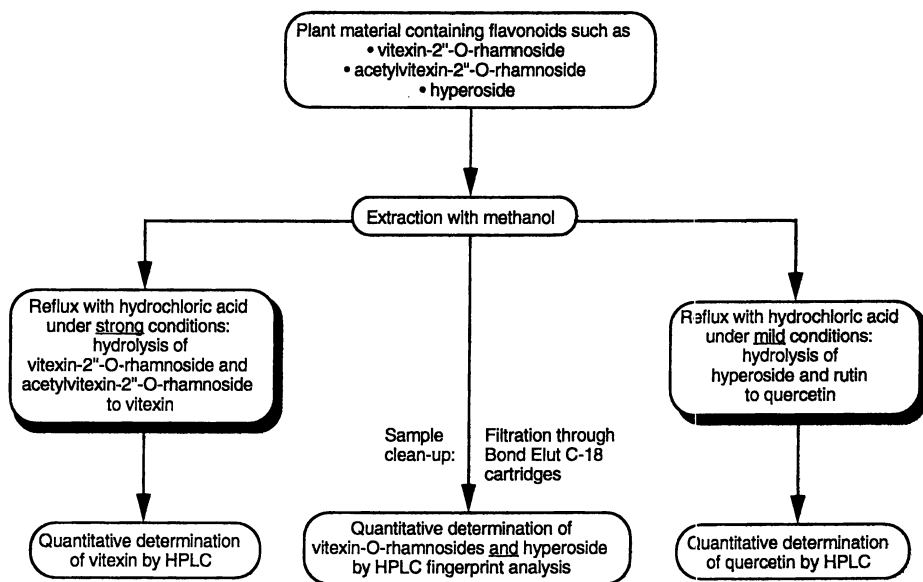 Plant material containing flavonoids such as
• vitexin-2"-O-rhamnoside
• acetylvitexin-2"-O-rhamnoside
• hyperoside
Extraction with methanol
Reflux with hydrochloric acid
under strong conditions:
hydrolysis of
vitexin-2"-O-rhamnoside and
acetylvitexin-2"-O-rhamnoside
to vitexin
Sample
clean-up:
Filtration through
Bond Elut C-18
cartridges
Reflux with hydrochloric acid
under mild conditions:
hydrolysis of
hyperoside and rutin
to quercetin
Quantitative determination
of vitexin by HPLC
Quantitative determination of
vitexin-O-rhamnosides and hyperoside
by HPLC fingerprint analysis
Quantitative determination
of quercetin by HPLC